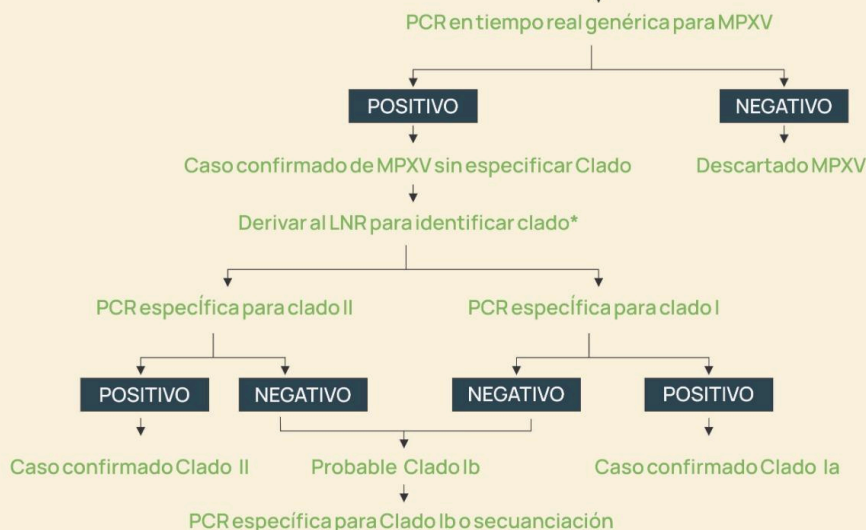 PCR en tiempo real genérica para MPXV
POSITIVO
NEGATIVO
Caso confirmado de MPXV sin especificar Clado
Descartado MPXV
Derivar al LNR para identificar clado*
PCR específica para clado II
PCR específica para clado I
POSITIVO
NEGATIVO
NEGATIVO
POSITIVO
Caso confirmado Clado II
Probable Clado Ib
Caso confirmado Clado Ia
PCR específica para Clado Ib o secuanciación